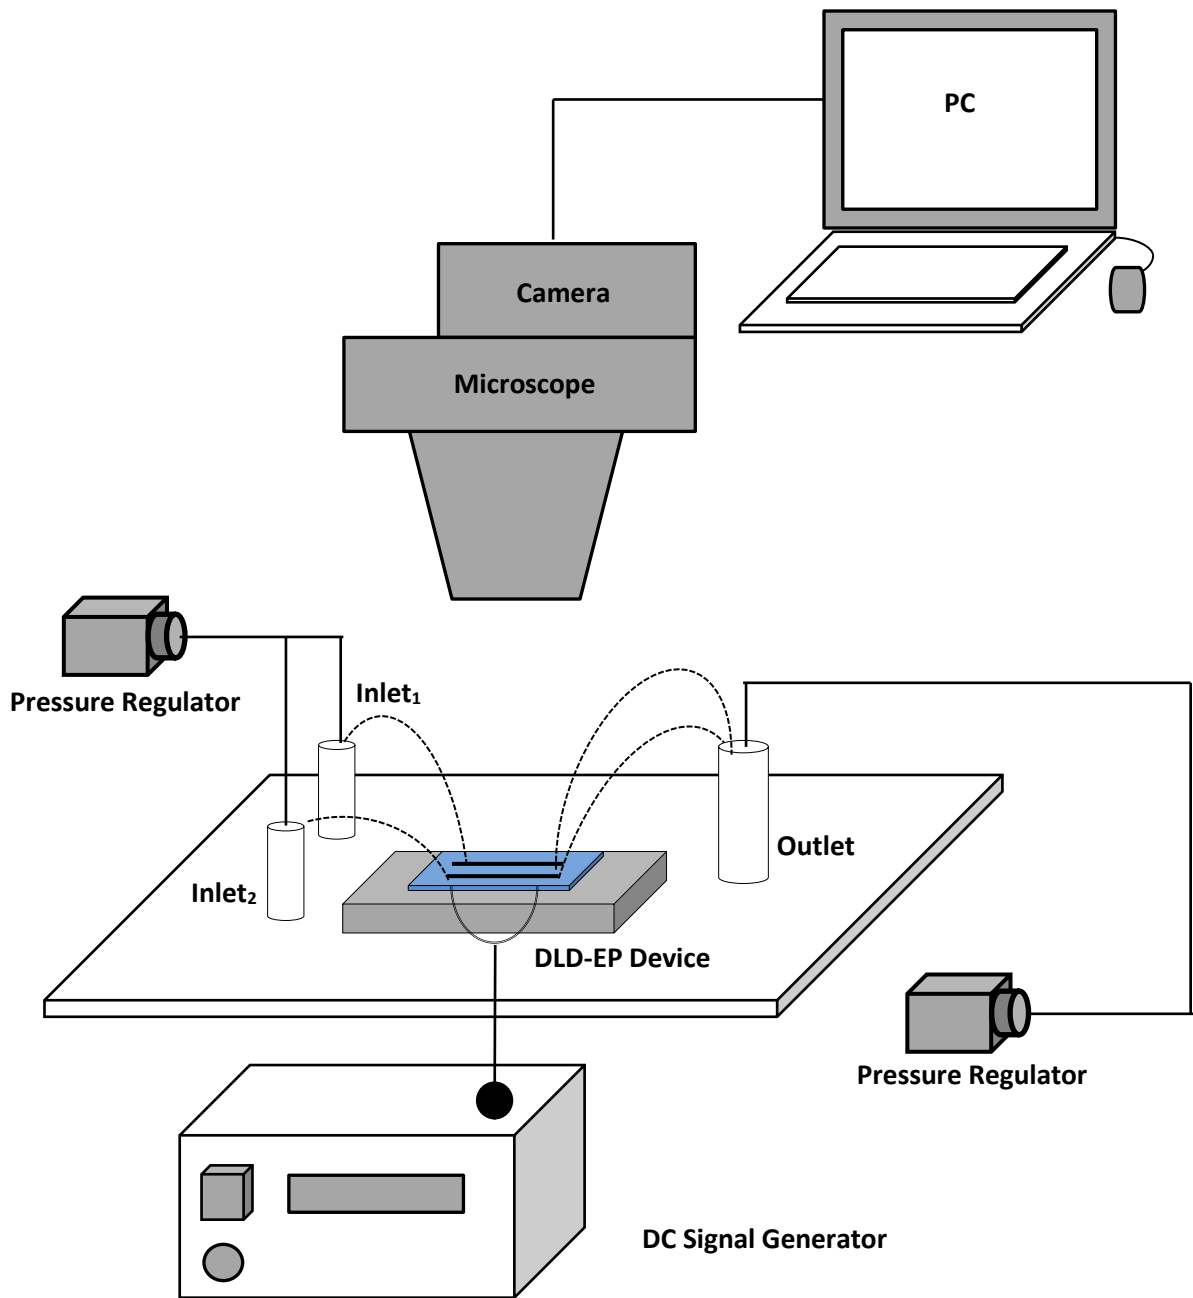 PC
Camera
Microscope
Pressure Regulator
Inlet₁
Inlet₂
Outlet
DLD-EP Device
Pressure Regulator
DC Signal Generator